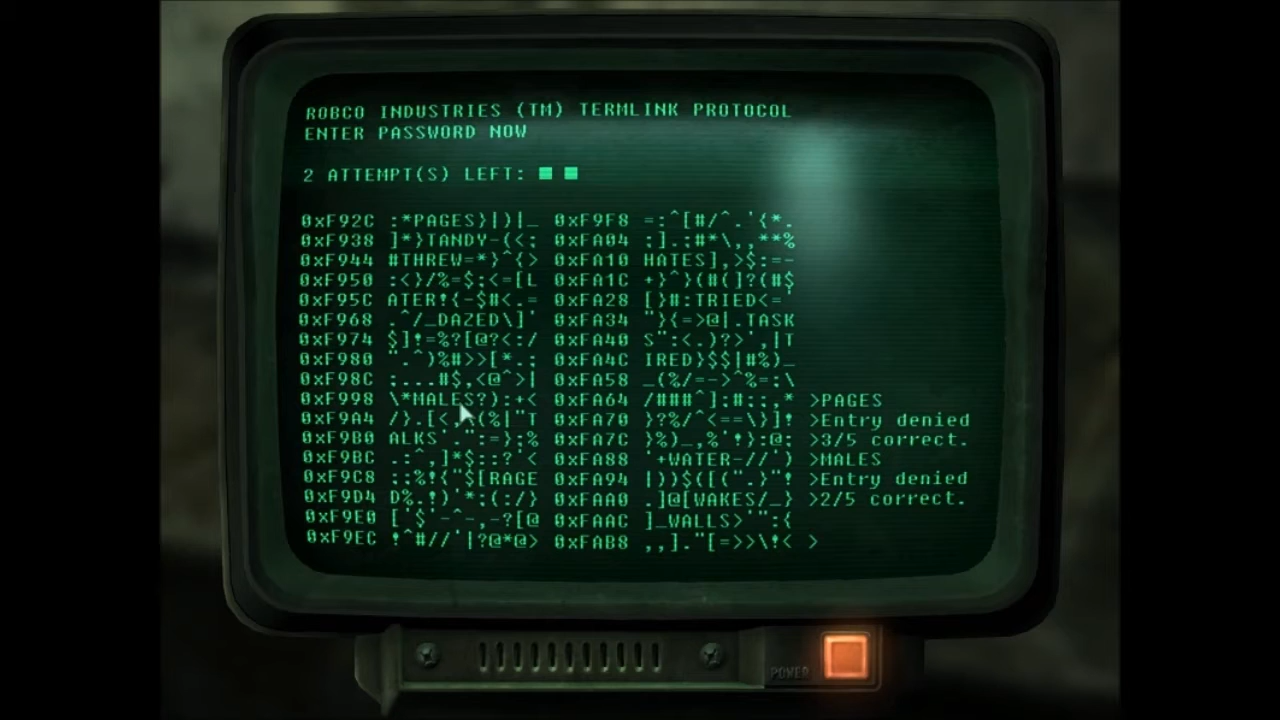 ROBCO INDUSTRIES (TM) TERMLINK PROTOCOL
ENTER PASSWORD NOW
2 ATTEMPT(S) LEFT:
0xF92C :*PAGES}|)|_ 0xF9F8 =:^[#/^.'{*.
0xF938 ]*}TANDY-(<; 0xFA04 ;].;#*\,,**%
0xF944 #THREW=*}^{> 0xFA10 HATES],>$:=-
0xF950 :<}/%=$;<=[L 0xFA1C +}^}(#(]?(#$
0xF95C ATER!{-$#<.= 0xFA28 [}#:TRIED<='
0xF968 .^/_DAZED\]' 0xFA34 "}{=>@|.TASK
0xF974 $]!=%?[@?<:/ 0xFA40 S":<.)?>',|T
0xF980 ".^)%#>>[*.; 0xFA4C IRED}$$|#%)_
0xF98C :...#$,<@^>| 0xFA58 _(%/=->^%=:\
0xF998 \*MALES?):+< 0xFA64 /###^];#;;,* >PAGES
0xF9A4 /}.[<,\(%|"T 0xFA70 }?%/^<==\}]! >Entry denied
0xF9B0 ALKS'.":=};% 0xFA7C }%)_,%'!}:@; >3/5 correct.
0xF9BC .:^,]*$::?'< 0xFA88 '+WATER-//') >MALES
0xF9C8 ::%!{"$[RAGE 0xFA94 |))$([(".}"! >Entry denied
0xF9D4 D%.!)'*:(:/} 0xFAA0 .]@[WAKES/_} >2/5 correct.
0xF9E0 ['$'-^-,-?[@ 0xFAAC ]_WALLS>'":{
0xF9EC !^#//'|?@*@> 0xFAB8 ,,]."[=>>\!< >
POWER